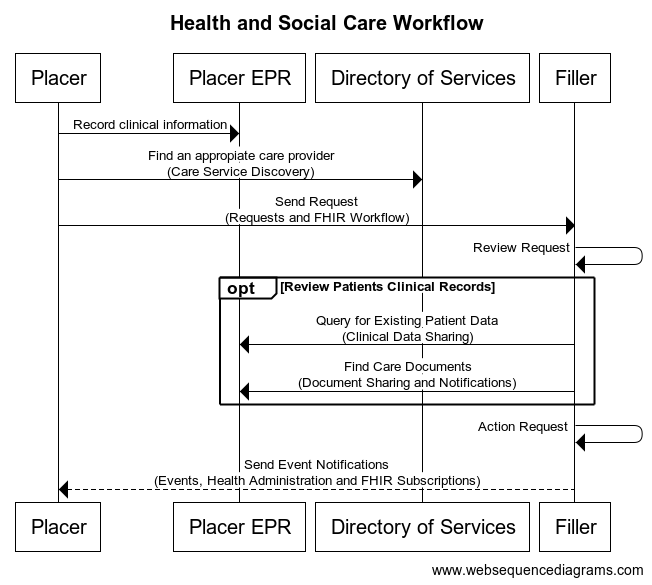 Health and Social Care Workflow
Placer
Placer EPR
Directory of Services
Filler
Record clinical information
Find an appropiate care provider
(Care Service Discovery)
Send Request
(Requests and FHIR Workflow)
Review Request
opt
[Review Patients Clinical Records]
Query for Existing Patient Data
(Clinical Data Sharing)
Find Care Documents
(Document Sharing and Notifications)
Action Request
Send Event Notifications
(Events, Health Administration and FHIR Subscriptions)
Placer
Placer EPR
Directory of Services
Filler
www.websequencediagrams.com